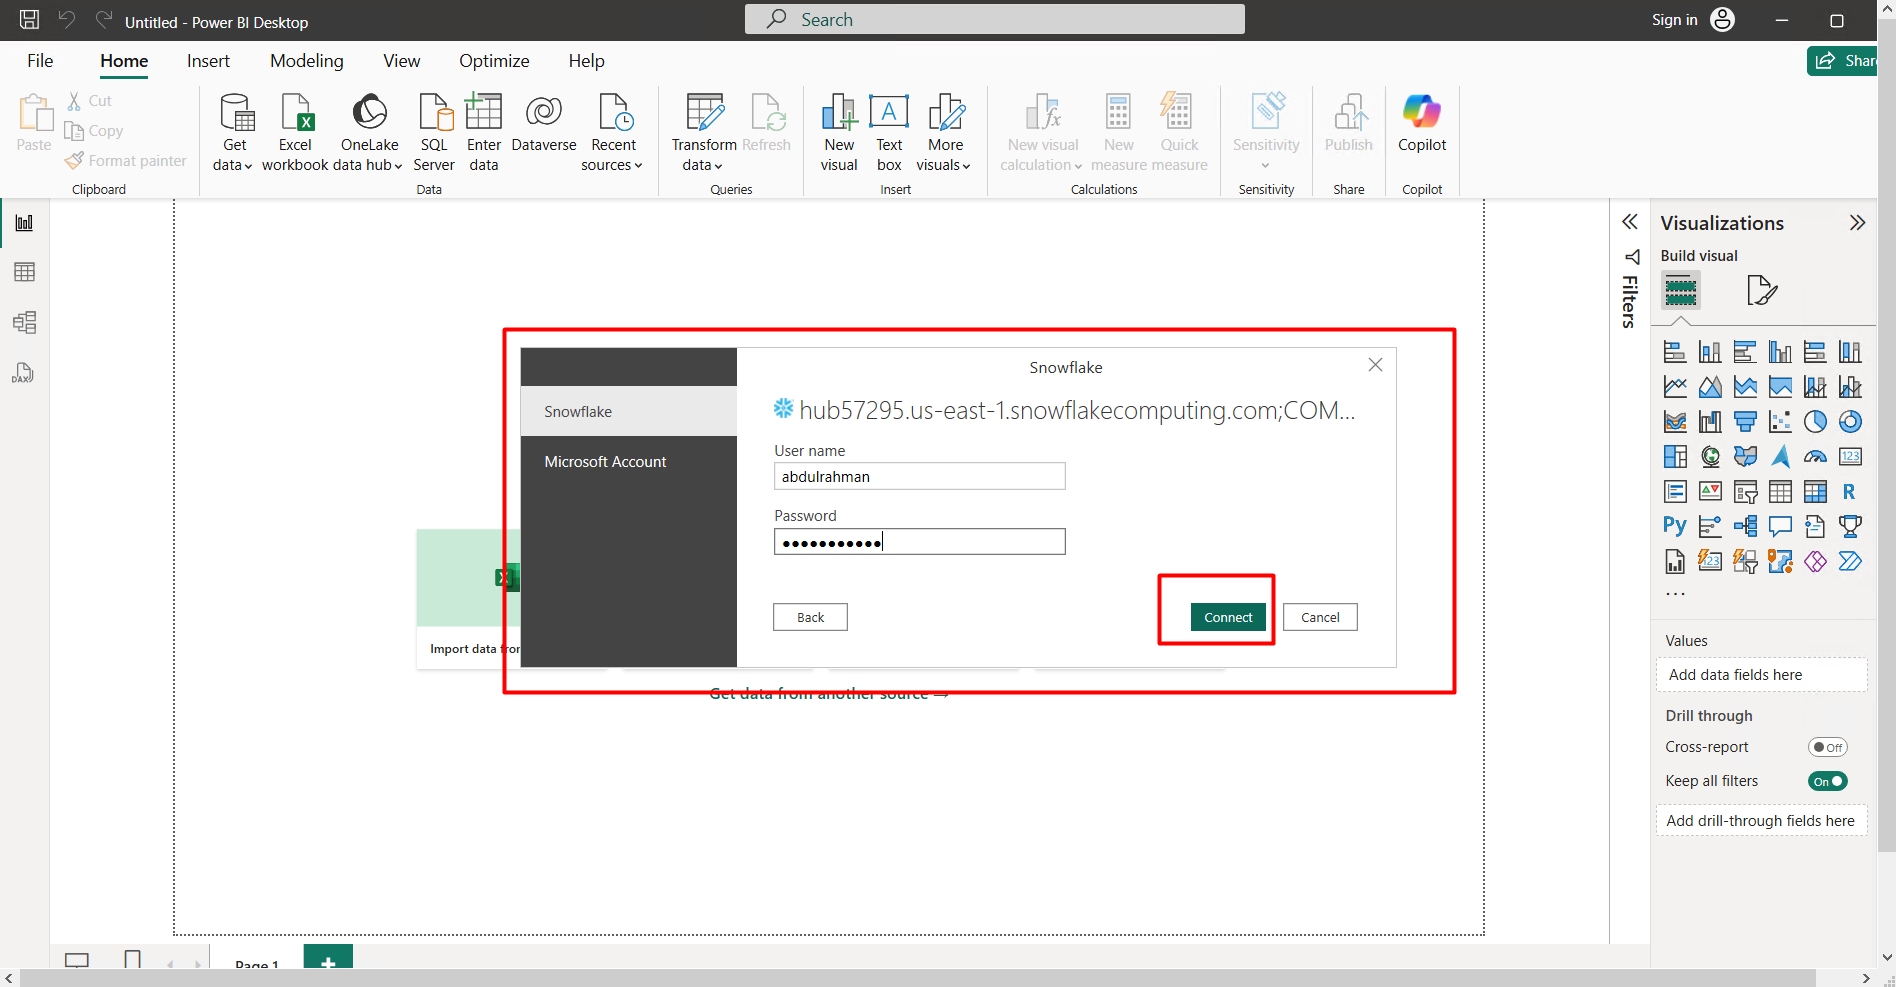 Untitled - Power BI Desktop
Search
Sign in
File
Home
Insert
Modeling
View
Optimize
Help
Share
Paste
Cut
Copy
Format painter
Clipboard
Get data
Excel workbook
OneLake data hub
SQL Server
Enter data
Dataverse
Recent sources
Data
Transform data
Refresh
Queries
New visual
Text box
More visuals
Insert
New visual calculation
New measure
Quick measure
Calculations
Sensitivity
Sensitivity
Publish
Share
Copilot
Copilot
DAX
Snowflake
Snowflake
Microsoft Account
hub57295.us-east-1.snowflakecomputing.com;COM...
User name
abdulrahman
Password
Back
Connect
Cancel
Import data from
Get data from another source →
Filters
Visualizations
Build visual
123
R
Py
123
...
Values
Add data fields here
Drill through
Cross-report
Off
Keep all filters
On
Add drill-through fields here
Page 1